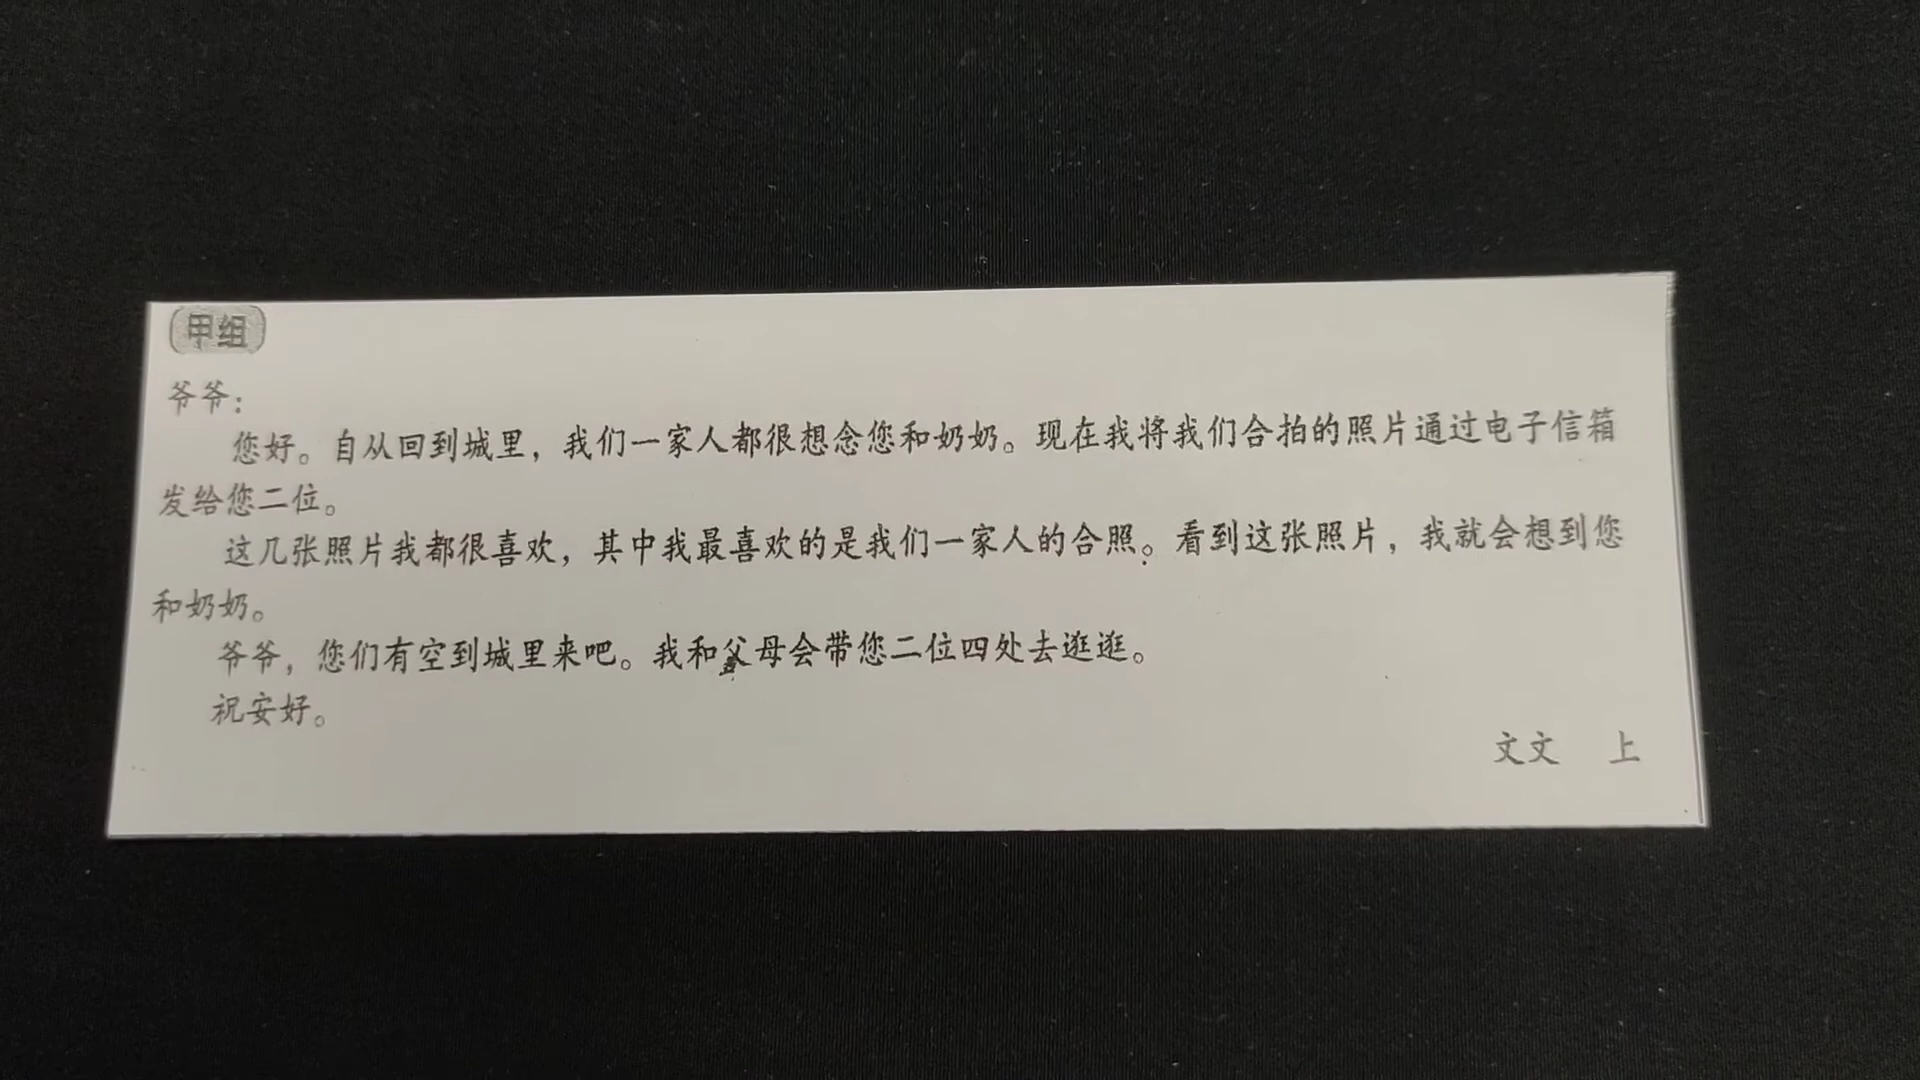 甲组
爷爷：
您好。自从回到城里，我们一家人都很想念您和奶奶。现在我将我们合拍的照片通过电子信箱
发给您二位。
这几张照片我都很喜欢，其中我最喜欢的是我们一家人的合照。看到这张照片，我就会想到您
和奶奶。
爷爷，您们有空到城里来吧。我和父母会带您二位四处去逛逛。
祝安好。
文文 上